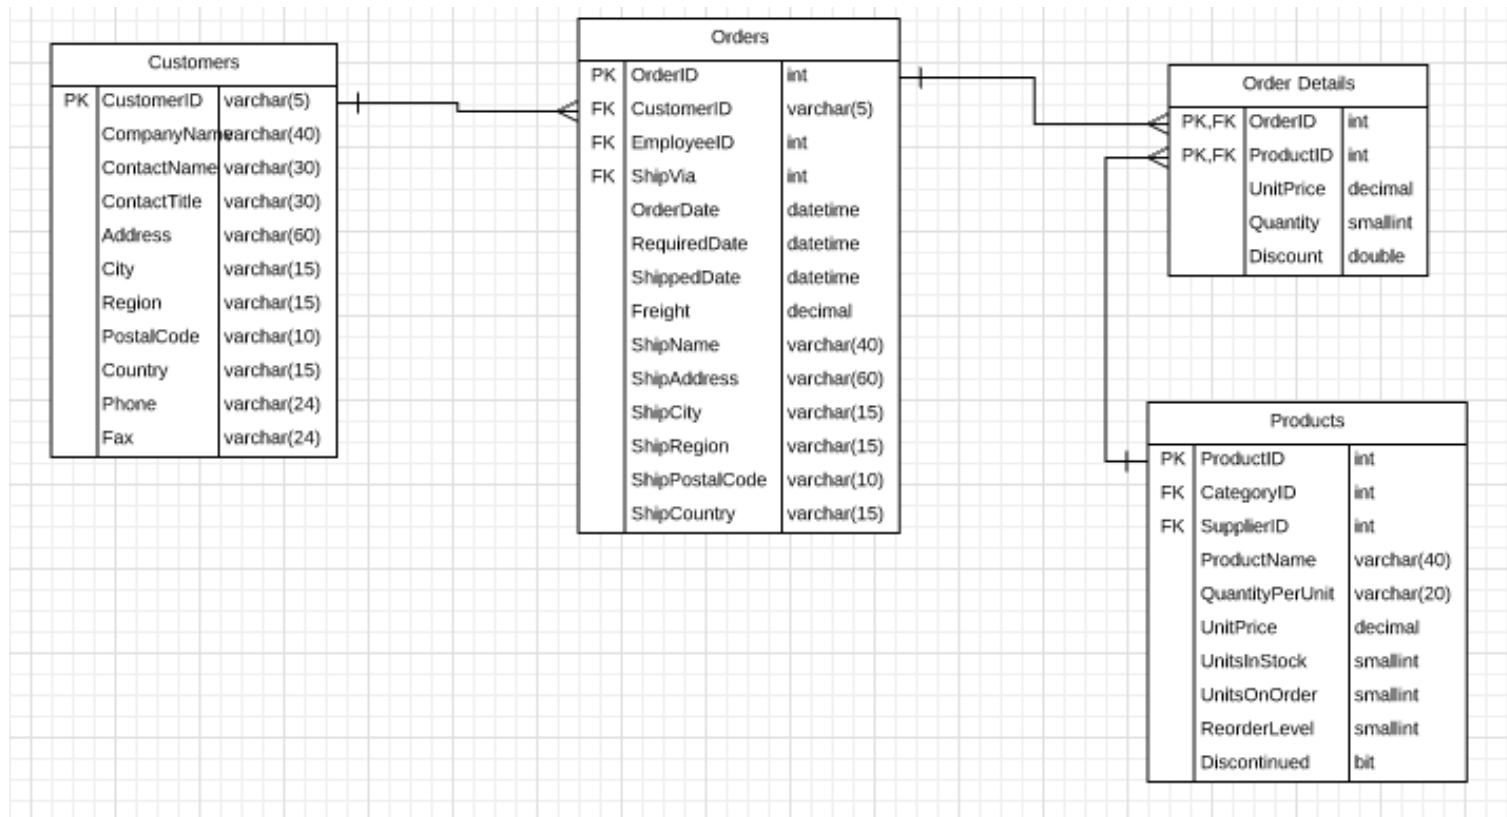 Customers
PK CustomerID varchar(5)
CompanyName varchar(40)
ContactName varchar(30)
ContactTitle varchar(30)
Address varchar(60)
City varchar(15)
Region varchar(15)
PostalCode varchar(10)
Country varchar(15)
Phone varchar(24)
Fax varchar(24)
Orders
PK OrderID int
FK CustomerID varchar(5)
FK EmployeeID int
FK ShipVia int
OrderDate datetime
RequiredDate datetime
ShippedDate datetime
Freight decimal
ShipName varchar(40)
ShipAddress varchar(60)
ShipCity varchar(15)
ShipRegion varchar(15)
ShipPostalCode varchar(10)
ShipCountry varchar(15)
Order Details
PK,FK OrderID int
PK,FK ProductID int
UnitPrice decimal
Quantity smallint
Discount double
Products
PK ProductID int
FK CategoryID int
FK SupplierID int
ProductName varchar(40)
QuantityPerUnit varchar(20)
UnitPrice decimal
UnitsInStock smallint
UnitsOnOrder smallint
ReorderLevel smallint
Discontinued bit